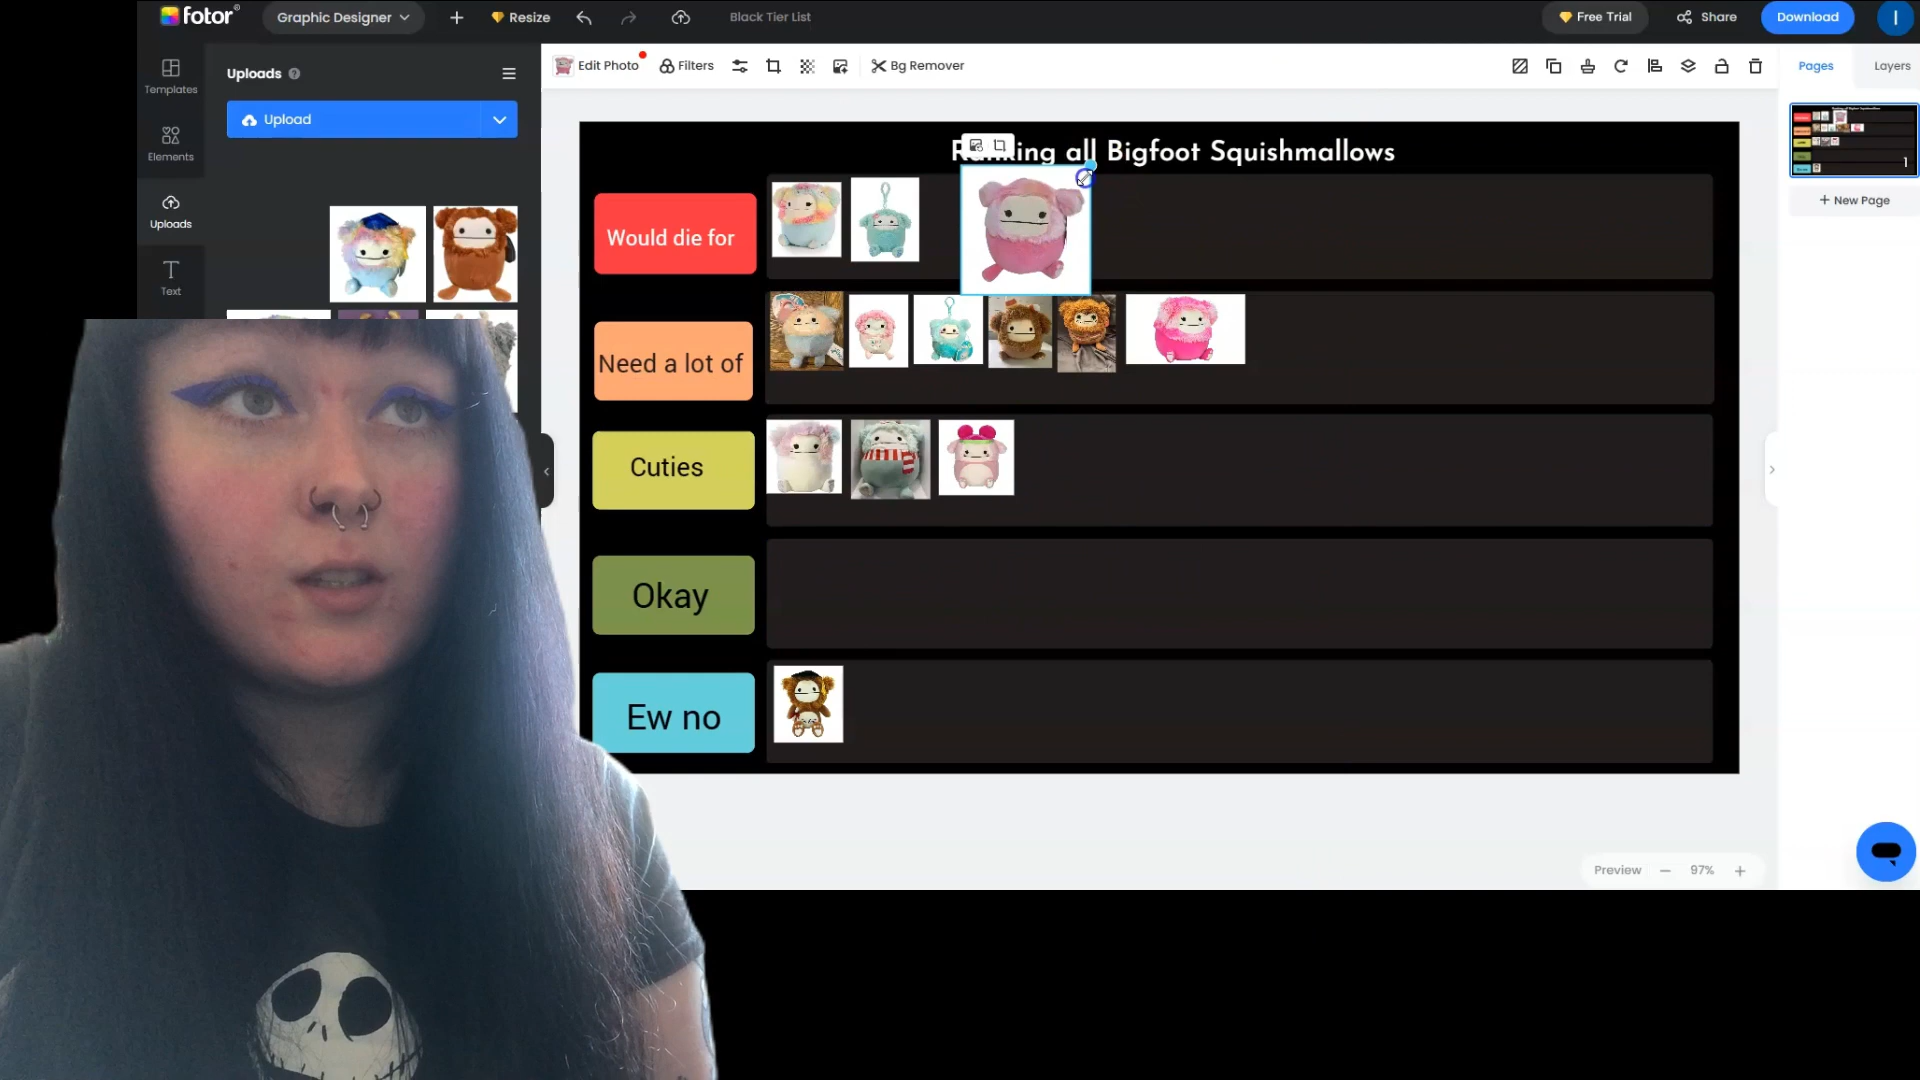 fotor
Graphic Designer
Resize
Black Tier List
Free Trial
Share
Download
I
Templates
Elements
Uploads
Text
Uploads
Upload
Edit Photo
Filters
Bg Remover
Pages
Layers
1
+ New Page
Ranking all Bigfoot Squishmallows
Would die for
Need a lot of
Cuties
Okay
Ew no
Preview
97%